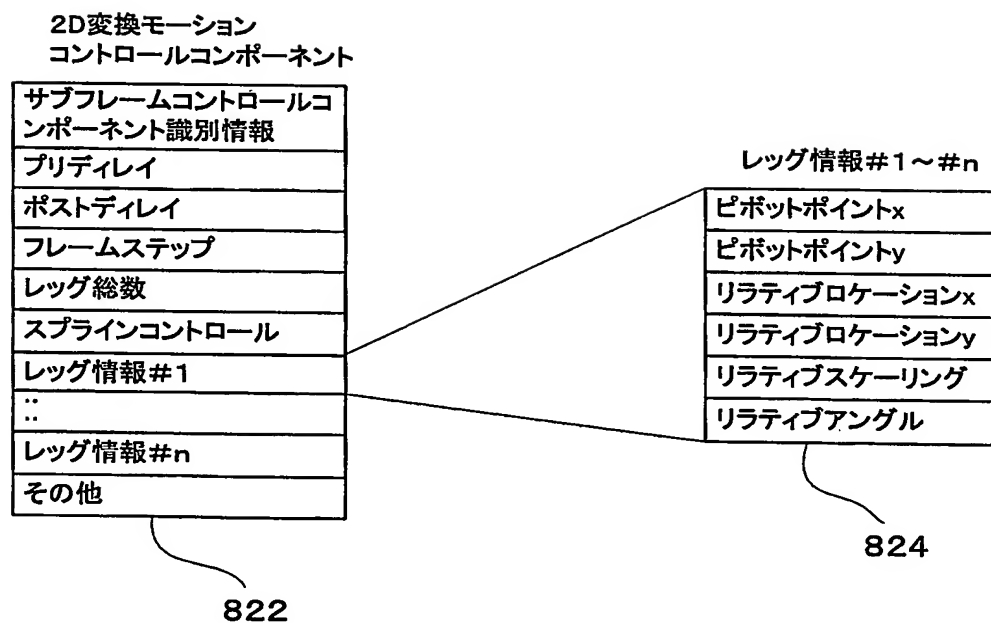 2D変換モーション
コントロールコンポーネント
サブフレームコントロールコ
ンポーネント識別情報
プリディレイ
ポストディレイ
フレームステップ
レッグ総数
スプラインコントロール
レッグ情報#1
:
:
レッグ情報#n
その他
822
レッグ情報#1~#n
ピボットポイントx
ピボットポイントy
リラティブロケーションx
リラティブロケーションy
リラティブスケーリング
リラティブアングル
824